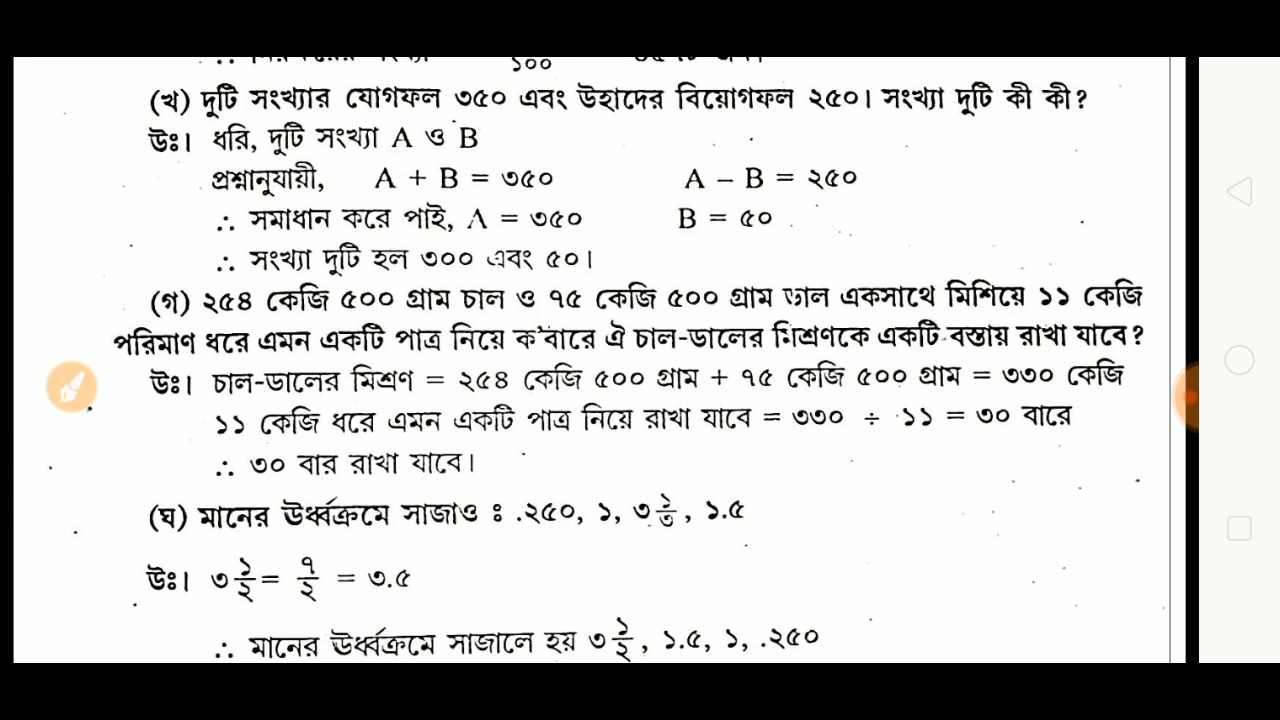 ১০০
(খ) দুটি সংখ্যার যোগফল ৩৫০ এবং উহাদের বিয়োগফল ২৫০। সংখ্যা দুটি কী কী?
উঃ। ধরি, দুটি সংখ্যা A ও B
প্রশ্নানুযায়ী, A + B = ৩৫০ A – B = ২৫০
∴ সমাধান করে পাই, A = ৩৫০ B = ৫০
∴ সংখ্যা দুটি হল ৩০০ এবং ৫০।
(গ) ২৫৪ কেজি ৫০০ গ্রাম চাল ও ৭৫ কেজি ৫০০ গ্রাম ডাল একসাথে মিশিয়ে ১১ কেজি
পরিমাণ ধরে এমন একটি পাত্র নিয়ে ক'বারে ঐ চাল-ডালের মিশ্রণকে একটি বস্তায় রাখা যাবে?
উঃ। চাল-ডালের মিশ্রণ = ২৫৪ কেজি ৫০০ গ্রাম + ৭৫ কেজি ৫০০ গ্রাম = ৩৩০ কেজি
১১ কেজি ধরে এমন একটি পাত্র নিয়ে রাখা যাবে = ৩৩০ ÷ ১১ = ৩০ বারে
∴ ৩০ বার রাখা যাবে।
(ঘ) মানের ঊর্ধ্বক্রমে সাজাও ঃ .২৫০, ১, ৩ ১/৩, ১.৫
উঃ। ৩ ১/২ = ৭/২ = ৩.৫
∴ মানের ঊর্ধ্বক্রমে সাজালে হয় ৩ ১/২, ১.৫, ১, .২৫০